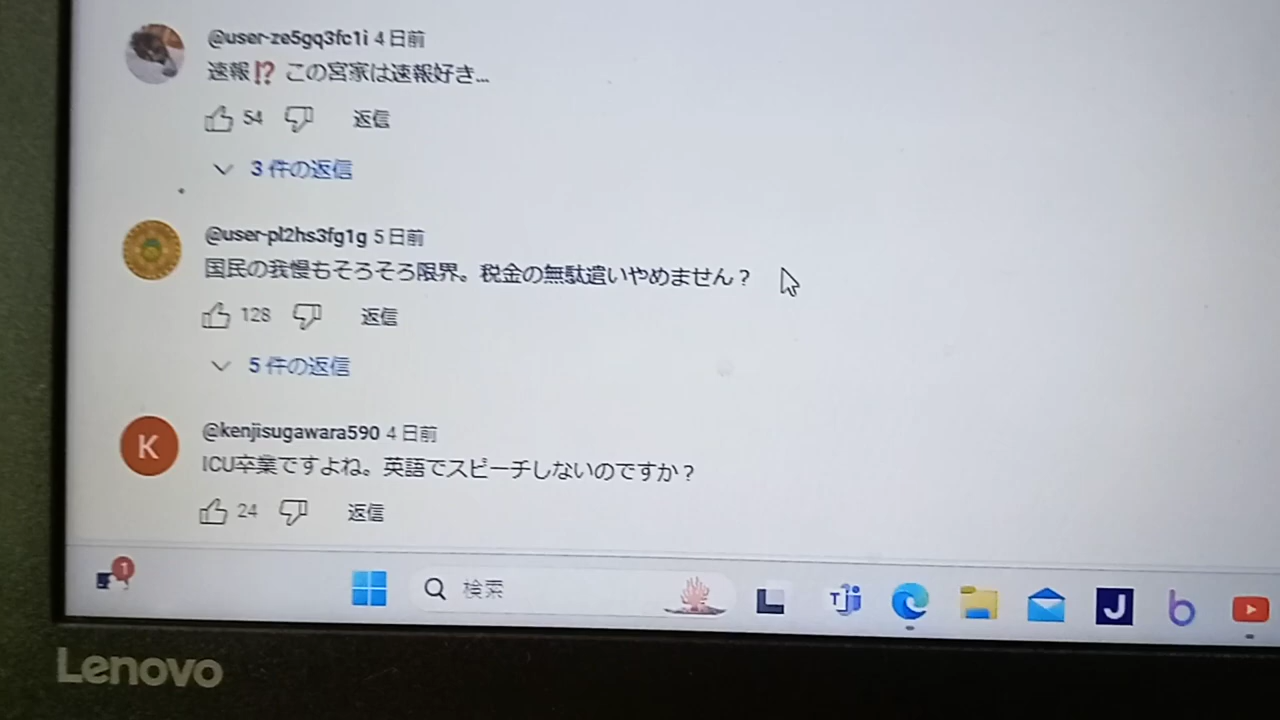 @user-ze5gq3fc1i 4 日前
速報⁉ この宮家は速報好き...
54 返信
3 件の返信
@user-pl2hs3fg1g 5 日前
国民の我慢もそろそろ限界。税金の無駄遣いやめません？
128 返信
5 件の返信
K
@kenjisugawara590 4 日前
ICU卒業ですよね。英語でスピーチしないのですか？
24 返信
1
検索
J
b
Lenovo